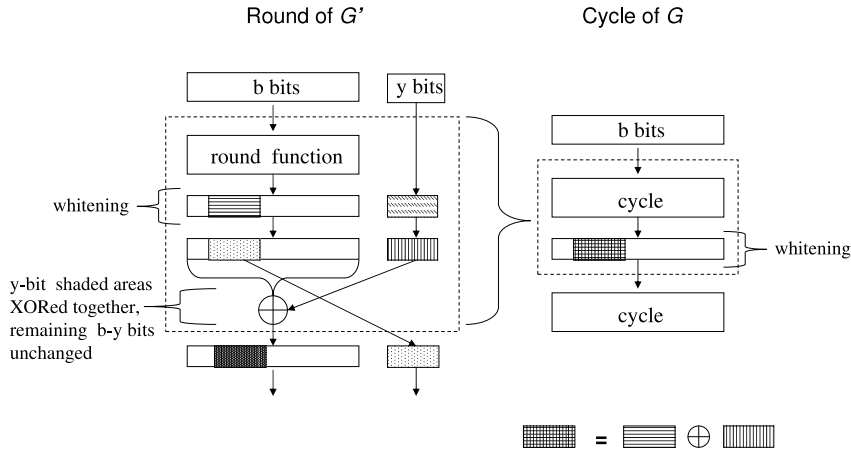 Round of G’
Cycle of G
b bits
y bits
b bits
round function
cycle
whitening
whitening
y-bit shaded areas
XORed together,
remaining b-y bits
unchanged
cycle
=